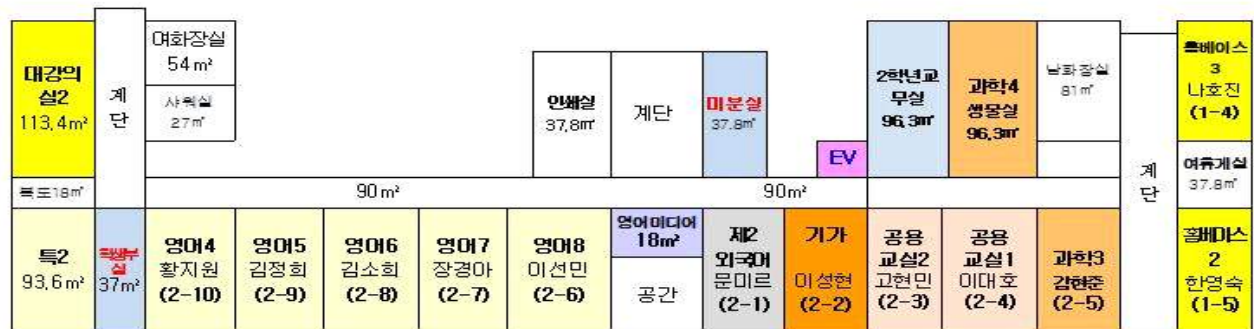 대강의
실2
113,4m²
계
단
여화장실
54m²
샤워실
27㎡
인쇄실
37,8㎡
계단
미분실
37.8㎡
EV
2학년교
무실
96,3㎡
과학4
생물실
96,3㎡
남화장실
81㎡
계
단
홈베이스
3
나호진
(1-4)
복도18㎡
90m²
90m²
여휴게실
37.8㎡
특2
93,6m²
학생부
실
37m²
영어4
황지원
(2-10)
영어5
김정희
(2-9)
영어6
김소희
(2-8)
영어7
장경아
(2-7)
영어8
이선민
(2-6)
영어미디어
18m²
공간
제2
외국어
문미르
(2-1)
기가
이성현
(2-2)
공용
교실2
고현민
(2-3)
공용
교실1
이대호
(2-4)
과학3
김현준
(2-5)
홈베이스
2
한영숙
(1-5)